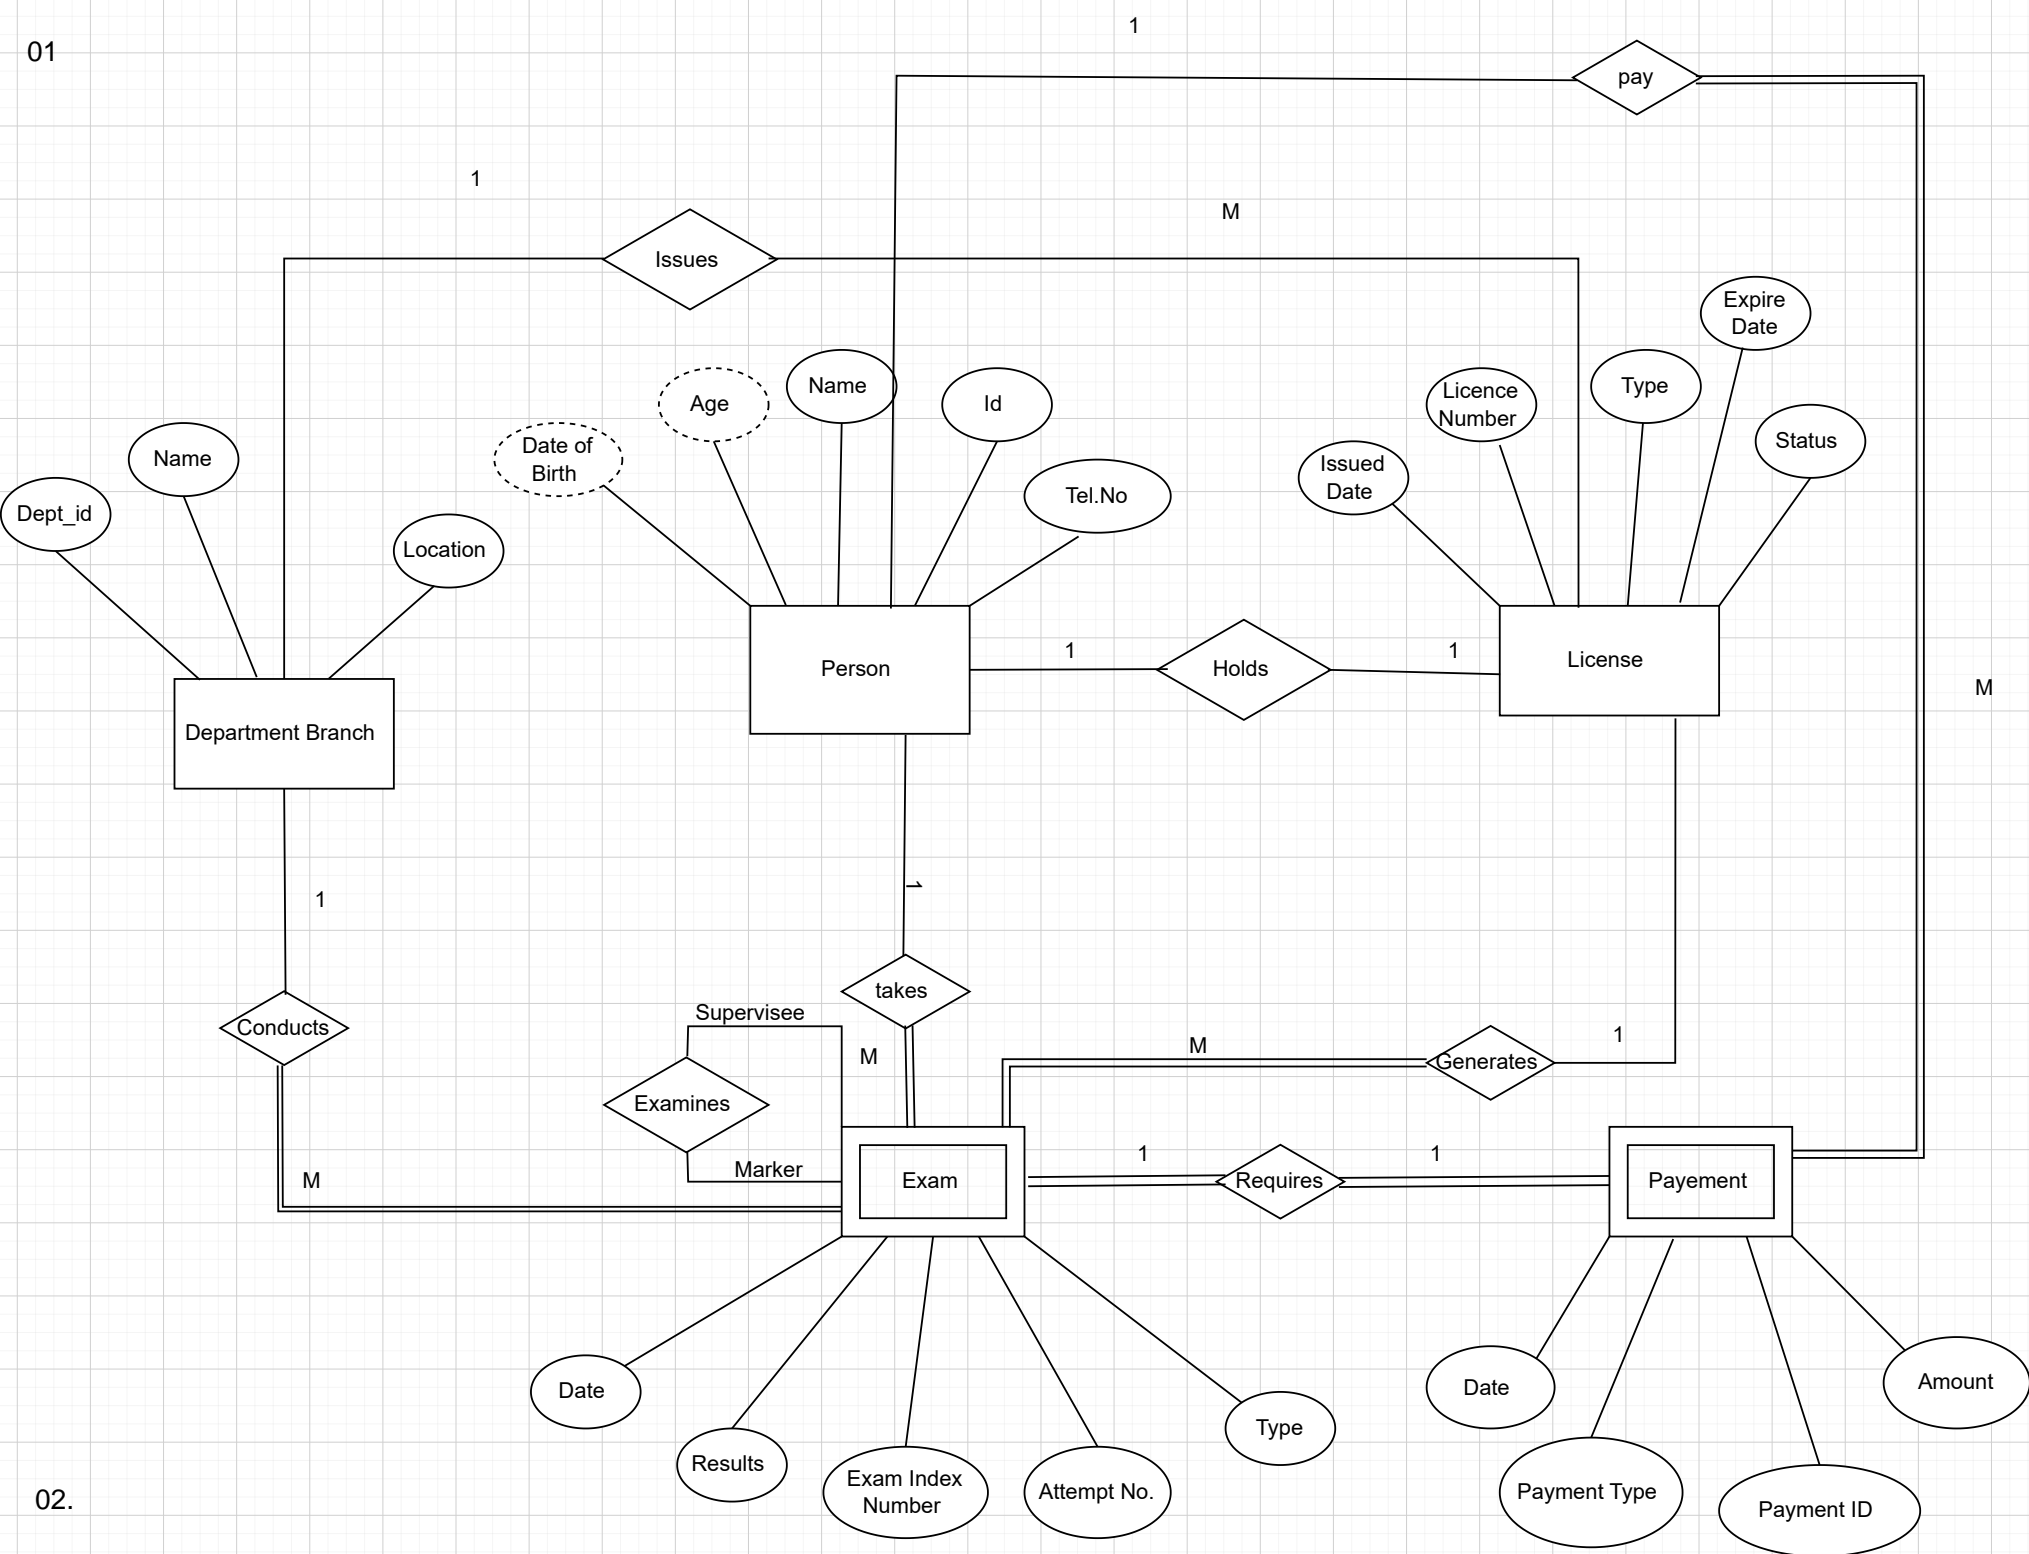 1
01
pay
1
M
Issues
Expire
Date
Age
Name
Id
Licence
Number
Type
Status
Name
Date of
Birth
Issued
Date
Tel.No
Dept_id
Location
Person
1
Holds
1
License
M
Department Branch
1
1
takes
Supervisee
Conducts
M
M
1
Generates
Examines
1
1
Marker
M
Exam
Requires
Payement
Date
Date
Amount
Type
Results
Exam Index
Number
Attempt No.
Payment Type
02.
Payment ID